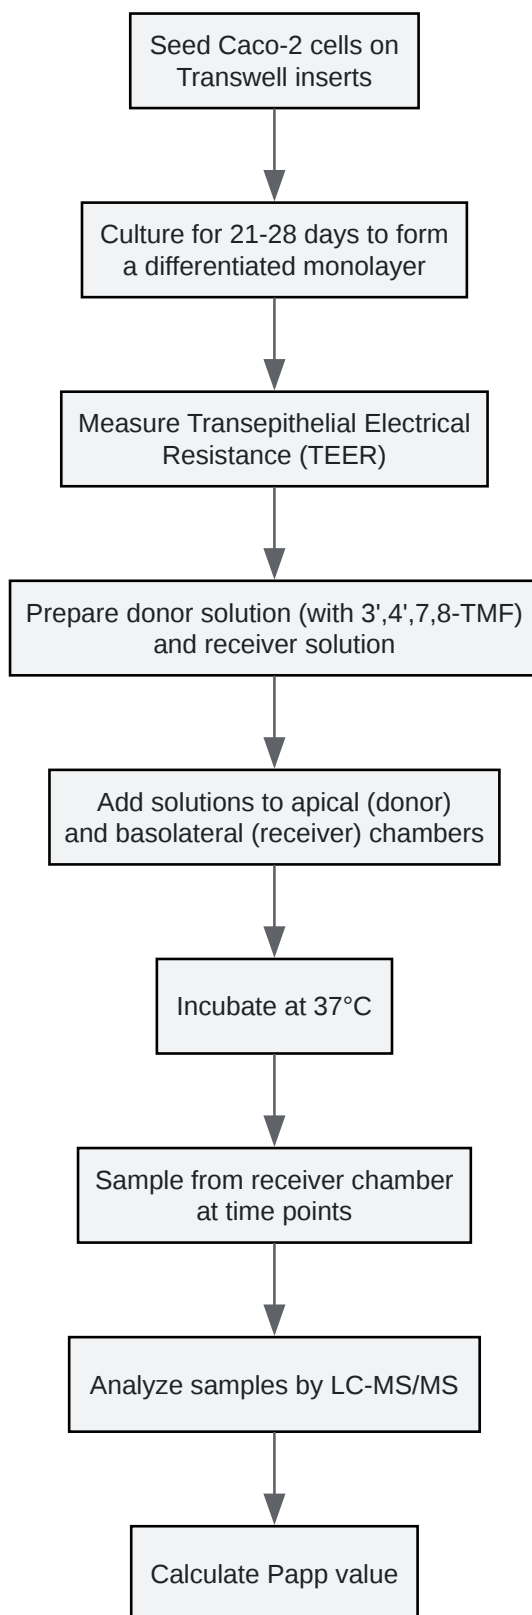 Seed Caco-2 cells on
Transwell inserts
Culture for 21-28 days to form
a differentiated monolayer
Measure Transepithelial Electrical
Resistance (TEER)
Prepare donor solution (with 3',4',7,8-TMF)
and receiver solution
Add solutions to apical (donor)
and basolateral (receiver) chambers
Incubate at 37°C
Sample from receiver chamber
at time points
Analyze samples by LC-MS/MS
Calculate Papp value